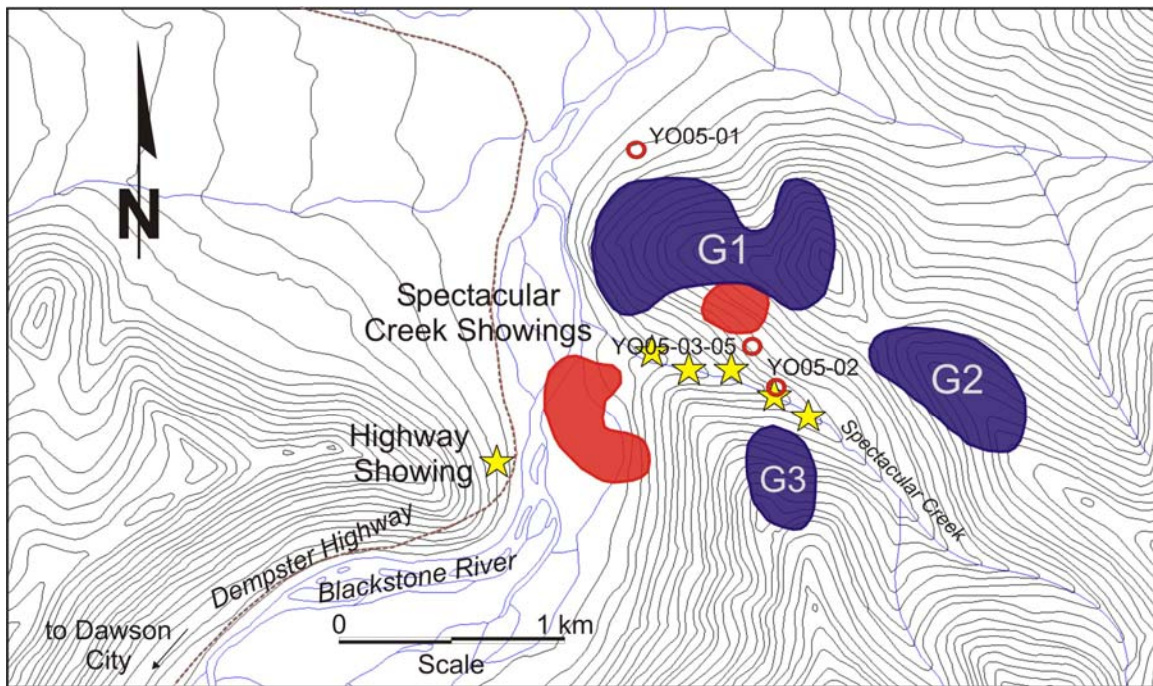 YO05-01
N
G1
Spectacular
Creek Showings
YO05-03-05
YO05-02
G2
Highway
Showing
G3
Spectacular Creek
Dempster Highway
Blackstone River
0 1 km
Scale
to Dawson
City